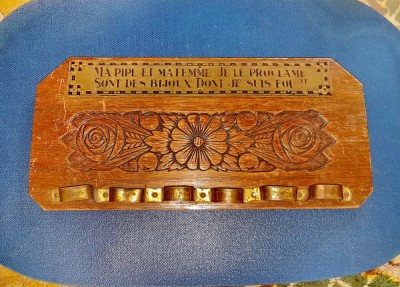 MA PIPE ET MA FEMME JE LE PROCLAME
SONT DES BIJOUX DONT JE SUIS FOU !!